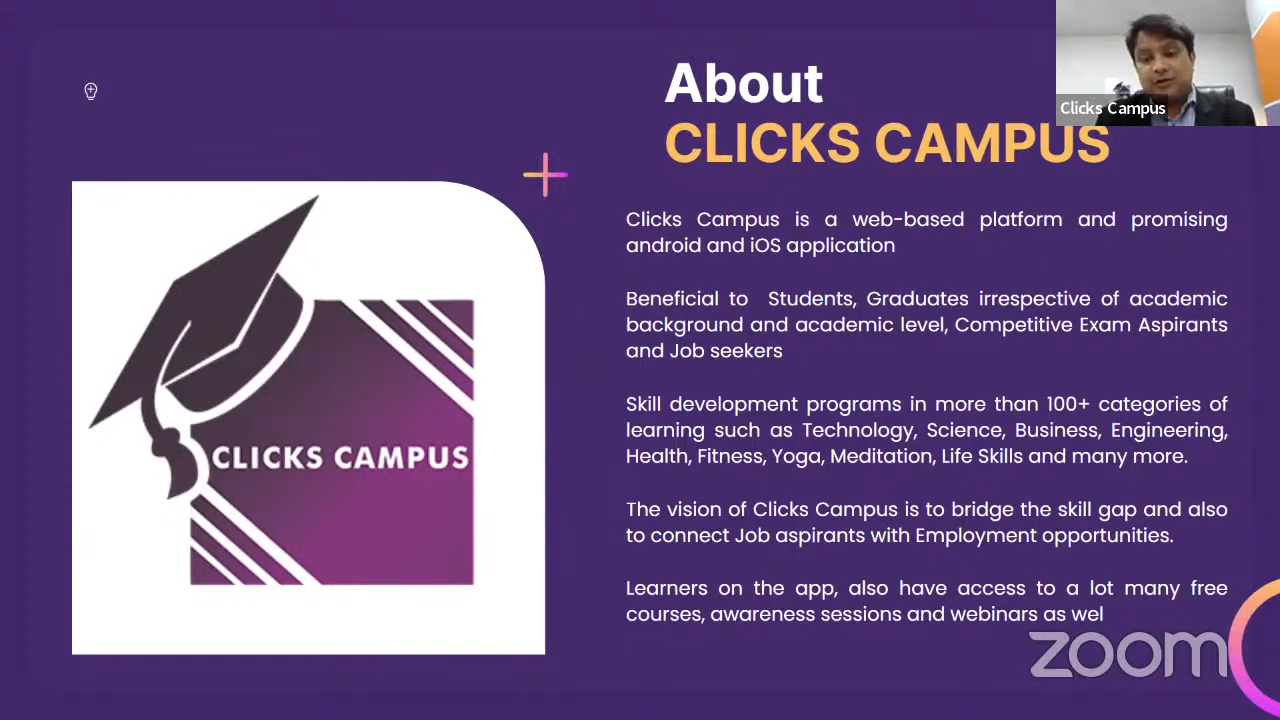 About
CLICKS CAMPUS
Clicks Campus
Clicks Campus is a web-based platform and promising
android and iOS application
Beneficial to Students, Graduates irrespective of academic
background and academic level, Competitive Exam Aspirants
and Job seekers
Skill development programs in more than 100+ categories of
learning such as Technology, Science, Business, Engineering,
Health, Fitness, Yoga, Meditation, Life Skills and many more.
The vision of Clicks Campus is to bridge the skill gap and also
to connect Job aspirants with Employment opportunities.
Learners on the app, also have access to a lot many free
courses, awareness sessions and webinars as wel
CLICKS CAMPUS
zoom